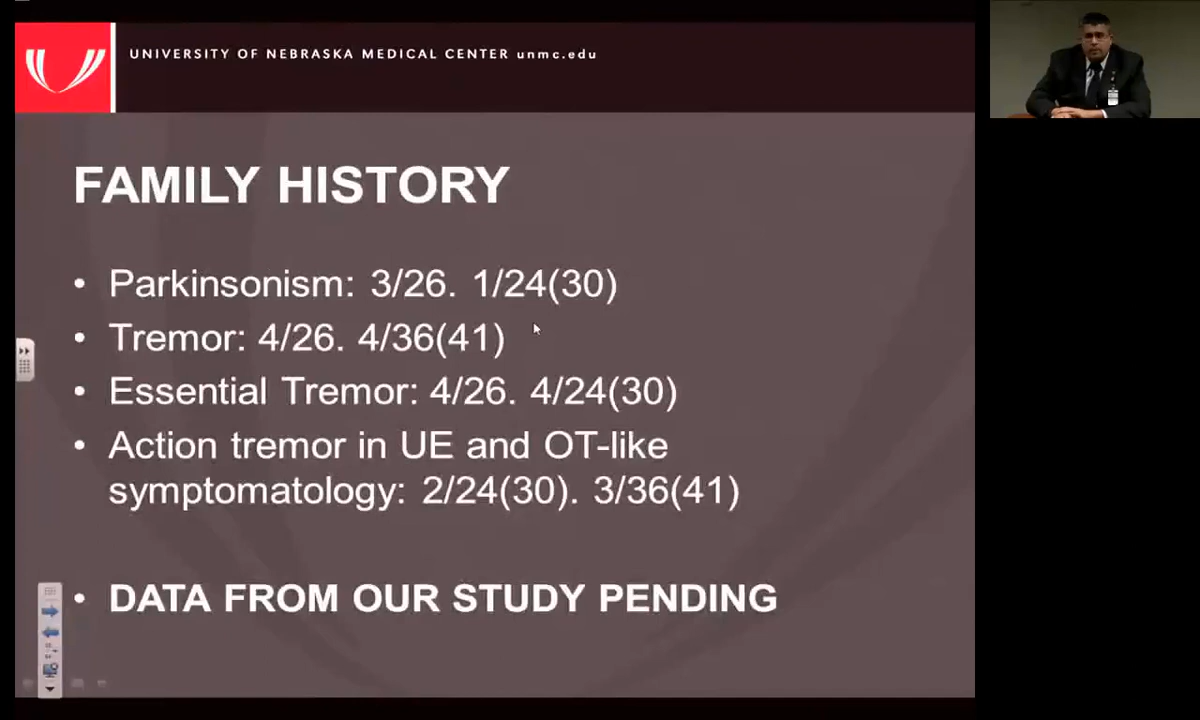 UNIVERSITY OF NEBRASKA MEDICAL CENTER unmc.edu
FAMILY HISTORY
• Parkinsonism: 3/26. 1/24(30)
• Tremor: 4/26. 4/36(41)
• Essential Tremor: 4/26. 4/24(30)
• Action tremor in UE and OT-like
symptomatology: 2/24(30). 3/36(41)
• DATA FROM OUR STUDY PENDING